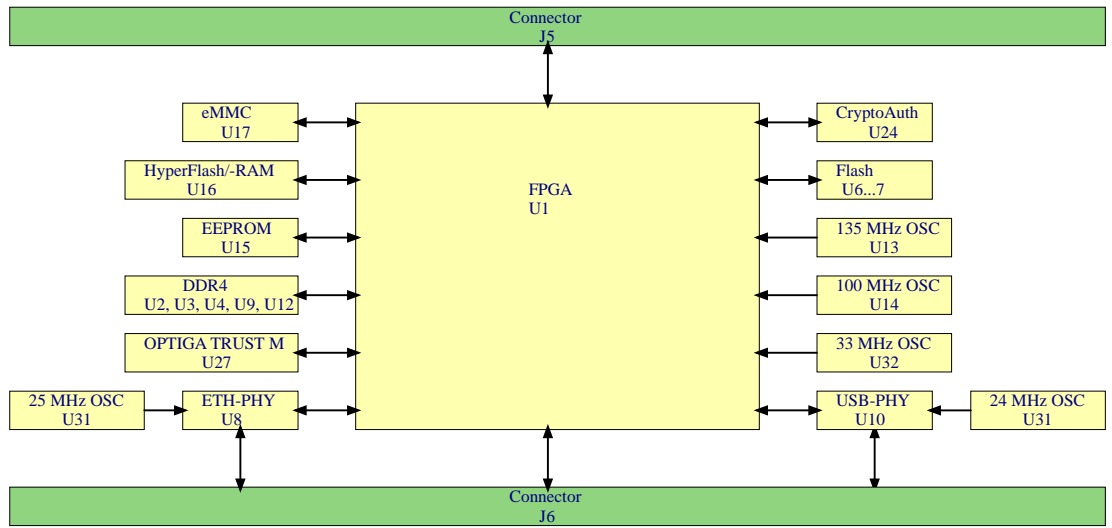 Connector
J5
eMMC
U17
HyperFlash/-RAM
U16
EEPROM
U15
DDR4
U2, U3, U4, U9, U12
OPTIGA TRUST M
U27
25 MHz OSC
U31
ETH-PHY
U8
FPGA
U1
CryptoAuth
U24
Flash
U6...7
135 MHz OSC
U13
100 MHz OSC
U14
33 MHz OSC
U32
USB-PHY
U10
24 MHz OSC
U31
Connector
J6